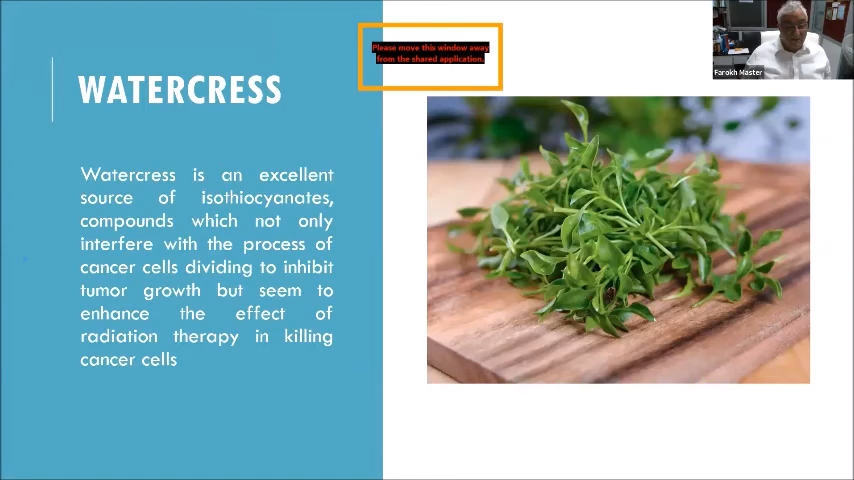 WATERCRESS
Watercress is an excellent
source of isothiocyanates,
compounds which not only
interfere with the process of
cancer cells dividing to inhibit
tumor growth but seem to
enhance the effect of
radiation therapy in killing
cancer cells
Please move this window away
from the shared application.
Farokh Master